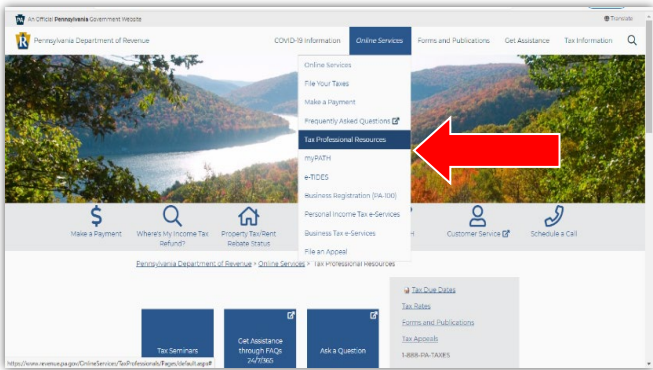 An Official Pennsylvania Government Website
Translate
Pennsylvania Department of Revenue
COVID-19 Information
Online Services
Forms and Publications
Get Assistance
Tax Information
Online Services
File Your Taxes
Make a Payment
Frequently Asked Questions
Tax Professional Resources
myPATH
e-TIDES
Business Registration (PA-100)
Personal Income Tax e-Services
Business Tax e-Services
File an Appeal
Make a Payment
Where's My Income Tax
Refund?
Property Tax/Rent
Rebate Status
H
Customer Service
Schedule a Call
Pennsylvania Department of Revenue > Online Services > Tax Professional Resources
Tax Due Dates
Tax Rates
Forms and Publications
Tax Appeals
1-888-PA-TAXES
Tax Seminars
Get Assistance
through FAQs
24/7/365
Ask a Question
https://www.revenue.pa.gov/OnlineServices/TaxProfessionals/Pages/default.aspx#